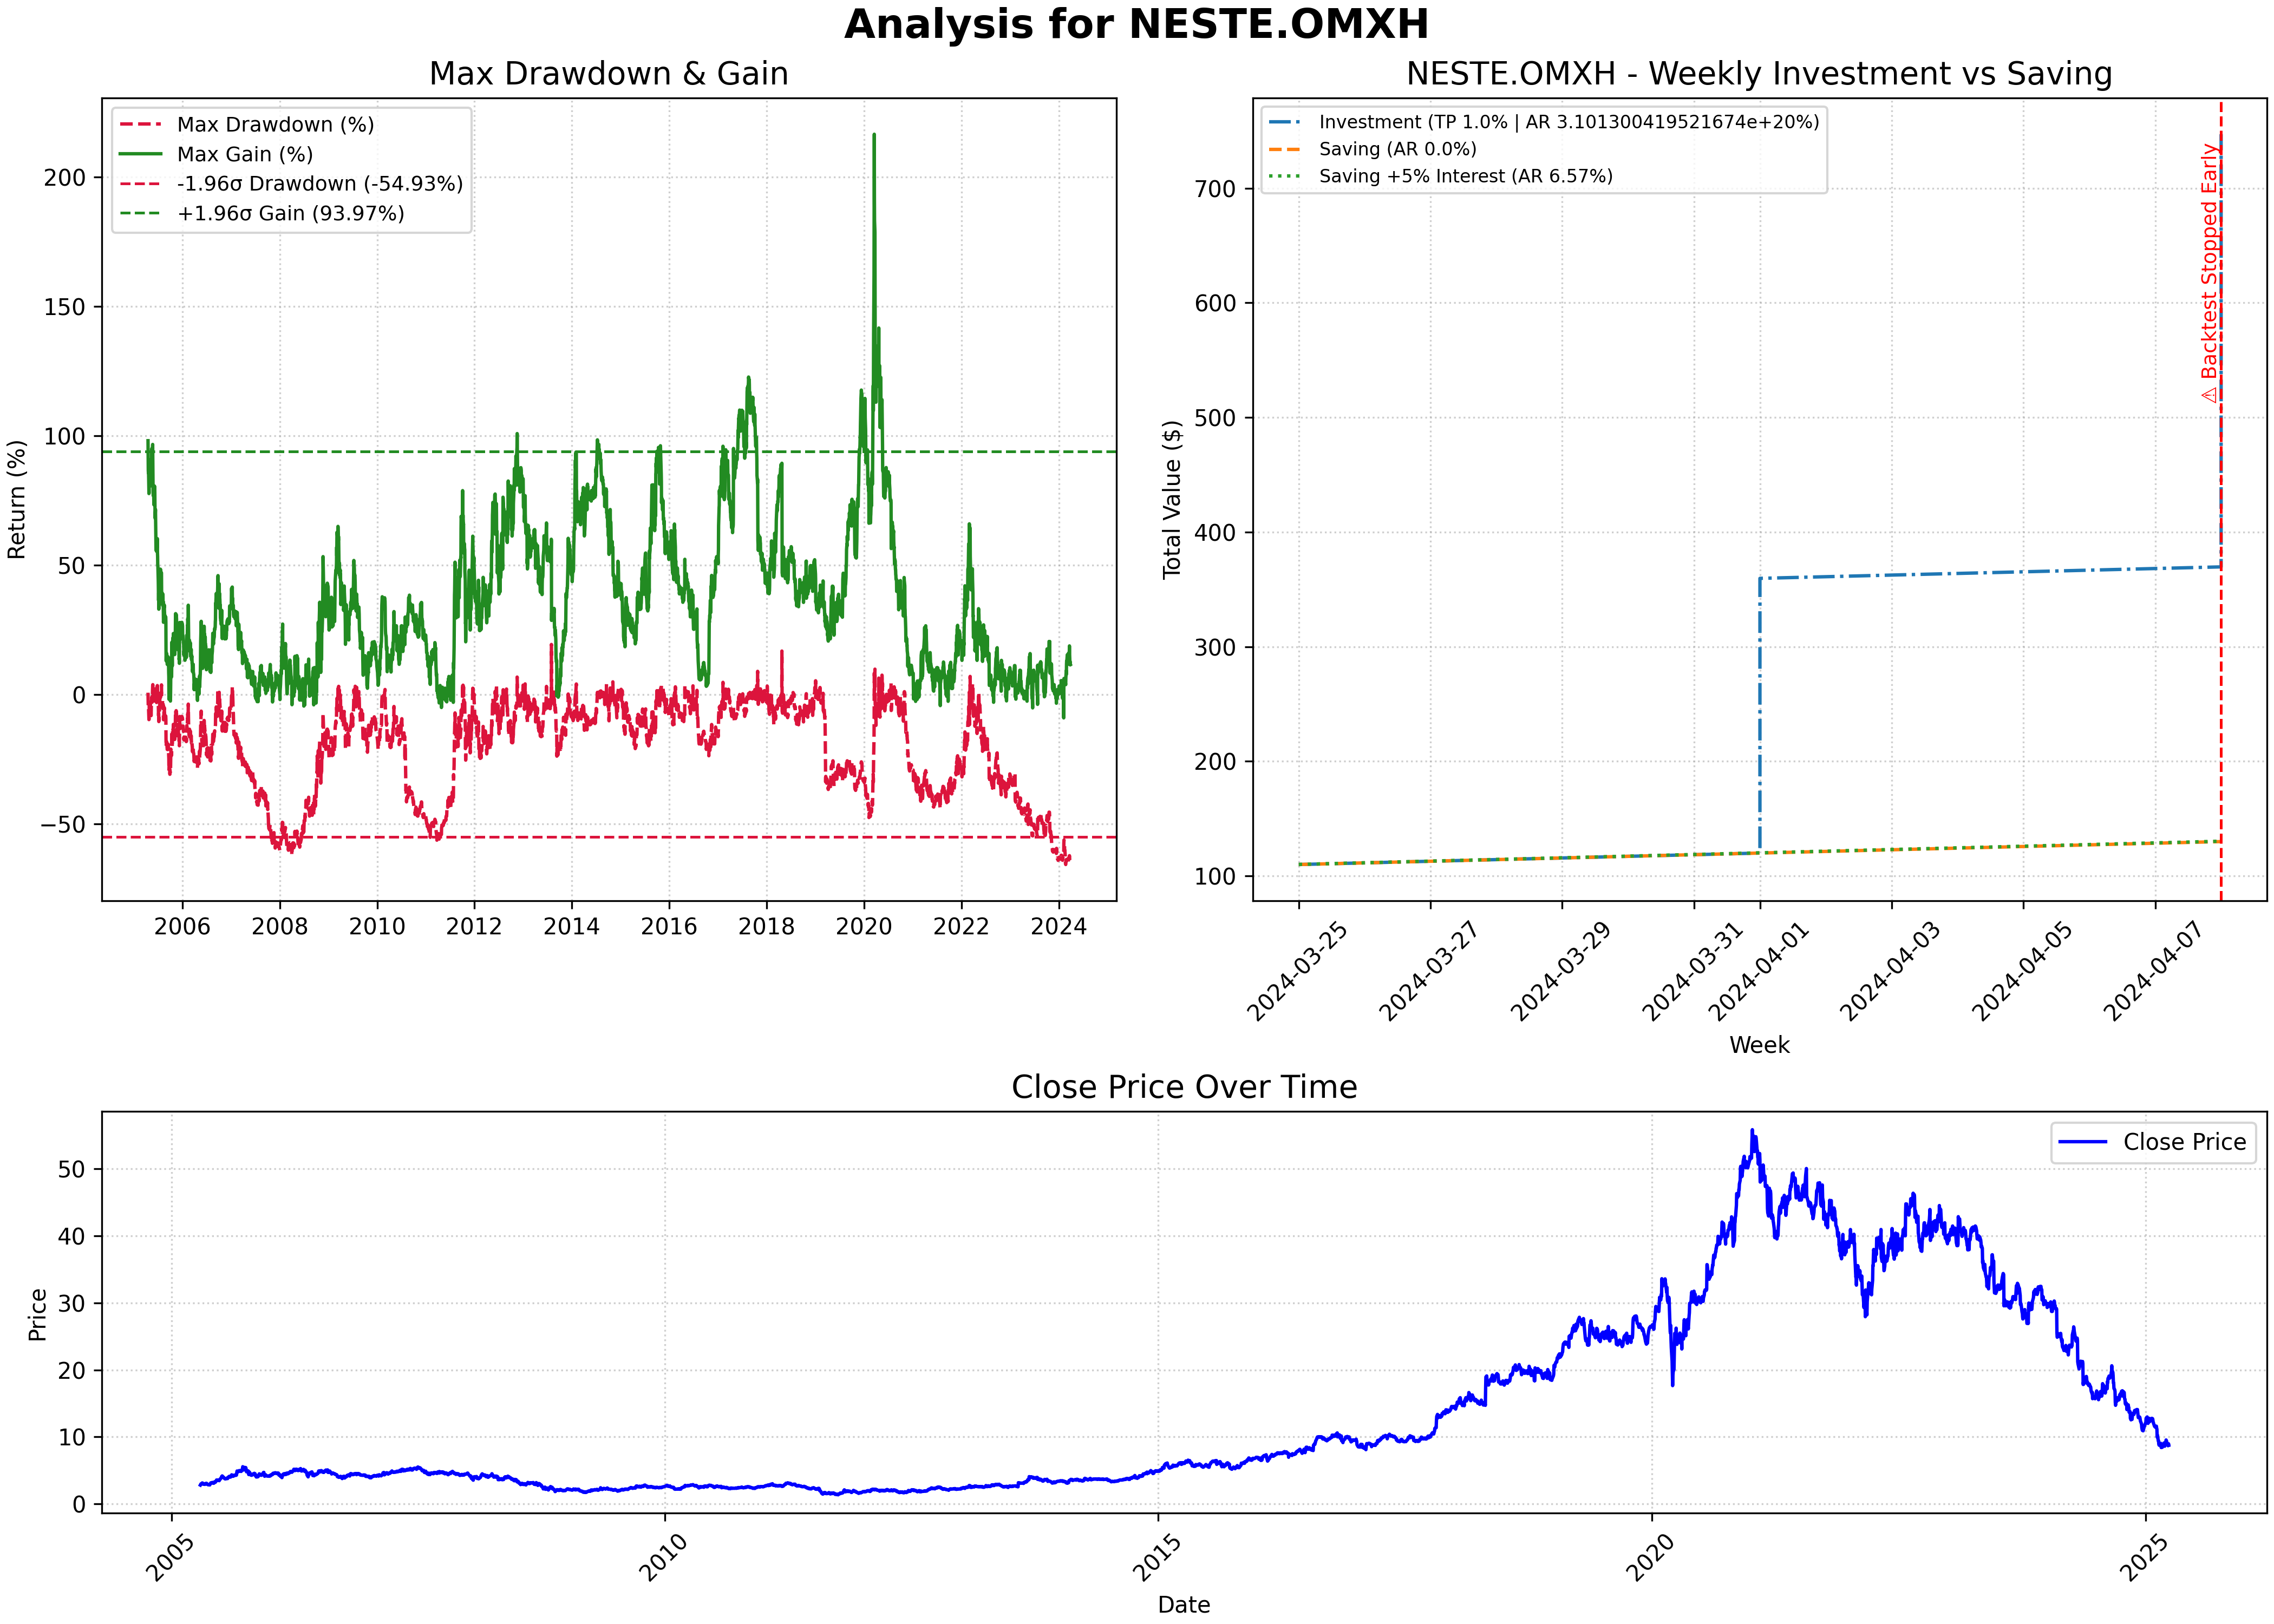 Analysis for NESTE.OMXH
Max Drawdown & Gain
Max Drawdown (%)
Max Gain (%)
-1.96σ Drawdown (-54.93%)
+1.96σ Gain (93.97%)
Return (%)
200
150
100
50
0
−50
2006 2008 2010 2012 2014 2016 2018 2020 2022 2024
NESTE.OMXH - Weekly Investment vs Saving
Investment (TP 1.0% | AR 3.101300419521674e+20%)
Saving (AR 0.0%)
Saving +5% Interest (AR 6.57%)
⚠ Backtest Stopped Early
Total Value ($)
700
600
500
400
300
200
100
2024-03-25 2024-03-27 2024-03-29 2024-03-31 2024-04-01 2024-04-03 2024-04-05 2024-04-07
Week
Close Price Over Time
Close Price
Price
50
40
30
20
10
0
2005 2010 2015 2020 2025
Date